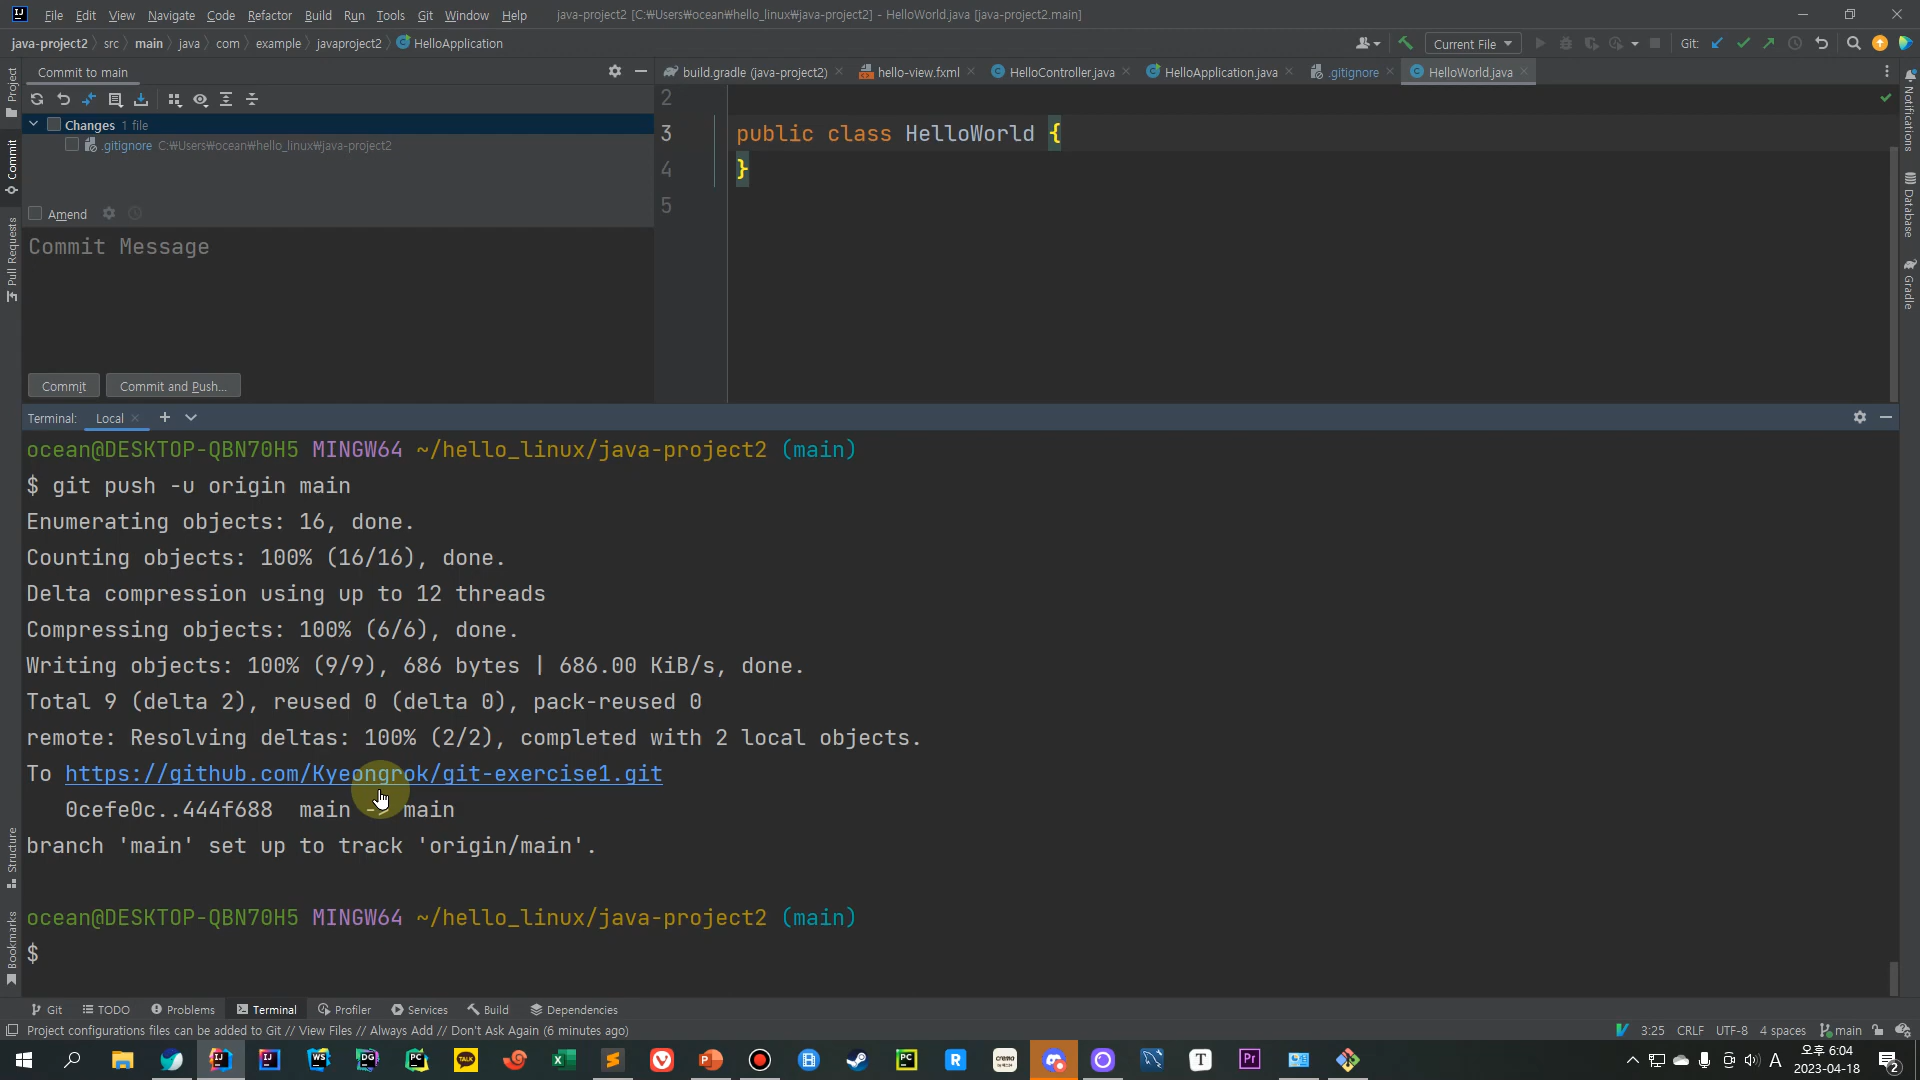 File Edit View Navigate Code Refactor Build Run Tools Git Window Help java-project2 [C:₩Users₩ocean₩hello_linux₩java-project2] - HelloWorld.java [java-project2.main]
java-project2 src main java com example javaproject2 HelloApplication Current File Git:
Project
Commit
Pull Requests
Structure
Bookmarks
Commit to main
Changes 1 file
.gitignore C:₩Users₩ocean₩hello_linux₩java-project2
Amend
Commit Message
Commit Commit and Push...
build.gradle (java-project2) hello-view.fxml HelloController.java HelloApplication.java .gitignore HelloWorld.java
2
3 public class HelloWorld {
4 }
5
Notifications
Database
Gradle
Terminal: Local
ocean@DESKTOP-QBN70H5 MINGW64 ~/hello_linux/java-project2 (main)
$ git push -u origin main
Enumerating objects: 16, done.
Counting objects: 100% (16/16), done.
Delta compression using up to 12 threads
Compressing objects: 100% (6/6), done.
Writing objects: 100% (9/9), 686 bytes | 686.00 KiB/s, done.
Total 9 (delta 2), reused 0 (delta 0), pack-reused 0
remote: Resolving deltas: 100% (2/2), completed with 2 local objects.
To https://github.com/Kyeongrok/git-exercise1.git
0cefe0c..444f688 main -> main
branch 'main' set up to track 'origin/main'.
ocean@DESKTOP-QBN70H5 MINGW64 ~/hello_linux/java-project2 (main)
$
Git TODO Problems Terminal Profiler Services Build Dependencies
Project configurations files can be added to Git // View Files // Always Add // Don't Ask Again (6 minutes ago) 3:25 CRLF UTF-8 4 spaces main
A 오후 6:04
2023-04-18
2